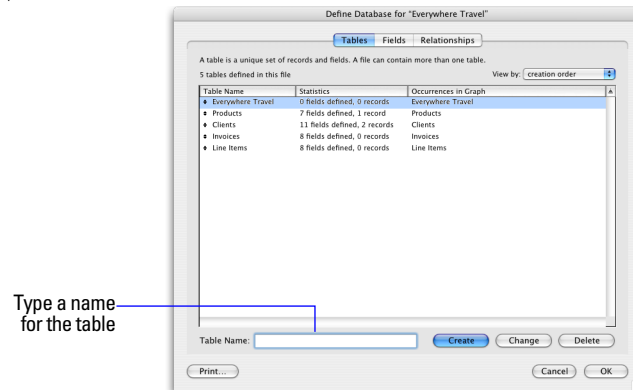 Define Database for "Everywhere Travel"
Tables Fields Relationships
A table is a unique set of records and fields. A file can contain more than one table.
5 tables defined in this file View by: creation order
Table Name Statistics Occurrences in Graph
Everywhere Travel 0 fields defined, 0 records Everywhere Travel
Products 7 fields defined, 1 record Products
Clients 11 fields defined, 2 records Clients
Invoices 8 fields defined, 0 records Invoices
Line Items 8 fields defined, 0 records Line Items
Type a name
for the table
Table Name: Create Change Delete
Print... Cancel OK